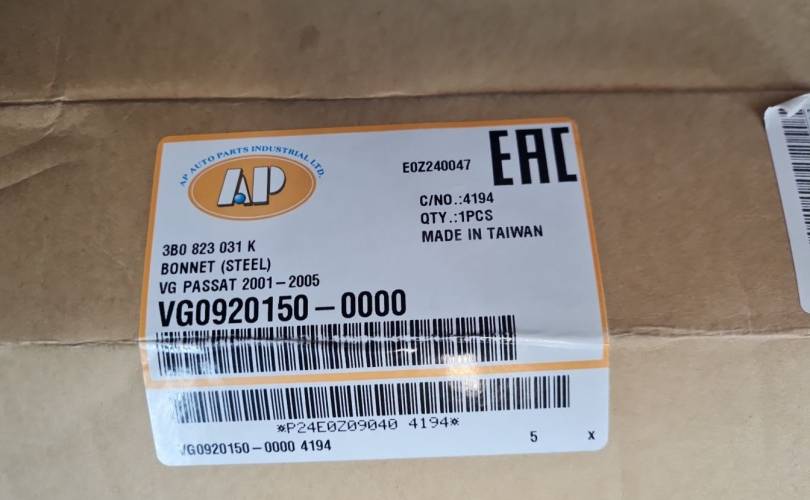 AP AUTO PARTS INDUSTRIAL LTD.
AP
E0Z240047
EAC
C/NO.:4194
QTY.:1PCS
MADE IN TAIWAN
3B0 823 031 K
BONNET (STEEL)
VG PASSAT 2001-2005
VG0920150-0000
*P24E0Z09040 4194*
VG0920150-0000 4194
5 X